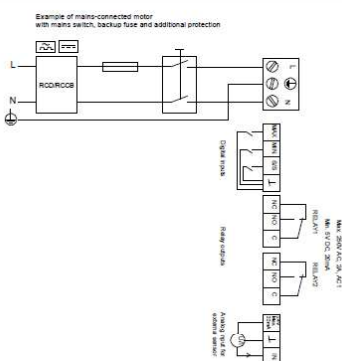 Example of mains-connected motor
with mains switch, backup fuse and additional protection
L
RCD/RCCB
N
L
N
MAX
MIN
S/S
Digital inputs
NC
NO
C
RELAY1
Relay outputs
NC
NO
C
RELAY2
Max. 250V AC, 2A, AC1
Min. 5V DC, 20mA
Analog input for
external sensor
IN